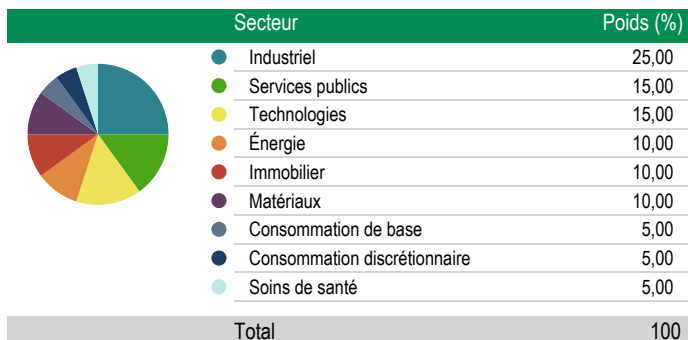 Secteur Poids (%)
Industriel 25,00
Services publics 15,00
Technologies 15,00
Énergie 10,00
Immobilier 10,00
Matériaux 10,00
Consommation de base 5,00
Consommation discrétionnaire 5,00
Soins de santé 5,00
Total 100